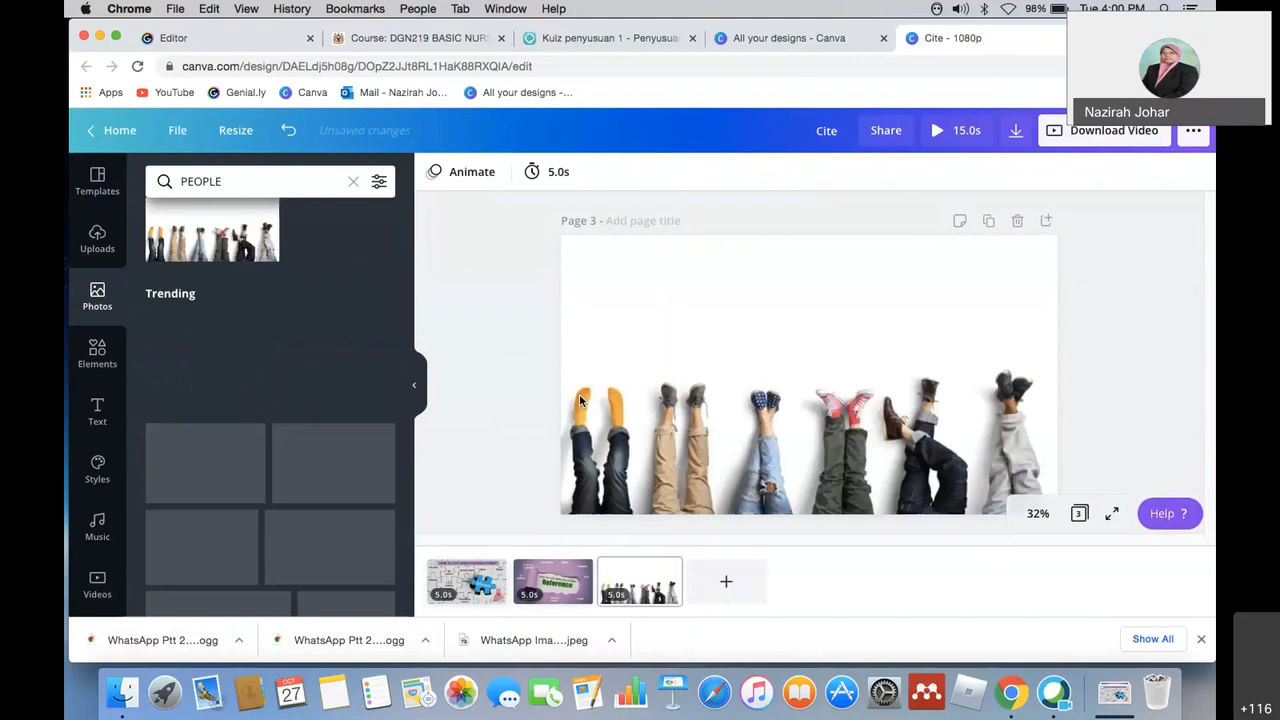 Chrome File Edit View History Bookmarks People Tab Window Help 98% Tue 4:00 PM
Editor Course: DGN219 BASIC NUR Kuiz penyusuan 1 - Penyusua All your designs - Canva Cite - 1080p
canva.com/design/DAELdj5h08g/DOpZ2JJt8RL1HaK88RXQIA/edit
Apps YouTube Genial.ly Canva Mail - Nazirah Jo... All your designs -...
Nazirah Johar
Home File Resize Unsaved changes Cite Share 15.0s Download Video ...
Templates
Uploads
Photos
Elements
Text
Styles
Music
Videos
PEOPLE
Trending
Animate 5.0s
Page 3 - Add page title
32% 3 Help ?
5.0s 5.0s Reference 5.0s +
WhatsApp Ptt 2....ogg WhatsApp Ptt 2....ogg WhatsApp Ima....jpeg Show All
OCT
27
+116